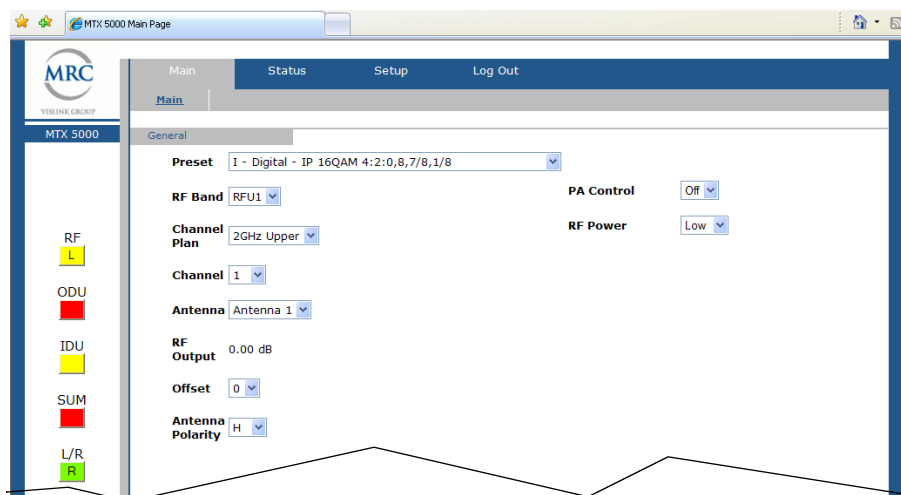 MTX 5000 Main Page
MRC
VISLINK GROUP
MTX 5000
Main Status Setup Log Out
Main
General
Preset I - Digital - IP 16QAM 4:2:0,8,7/8,1/8
RF Band RFU1
PA Control Off
Channel Plan 2GHz Upper
RF Power Low
Channel 1
Antenna Antenna 1
RF Output 0.00 dB
Offset 0
Antenna Polarity H
RF
L
ODU
IDU
SUM
L/R
R